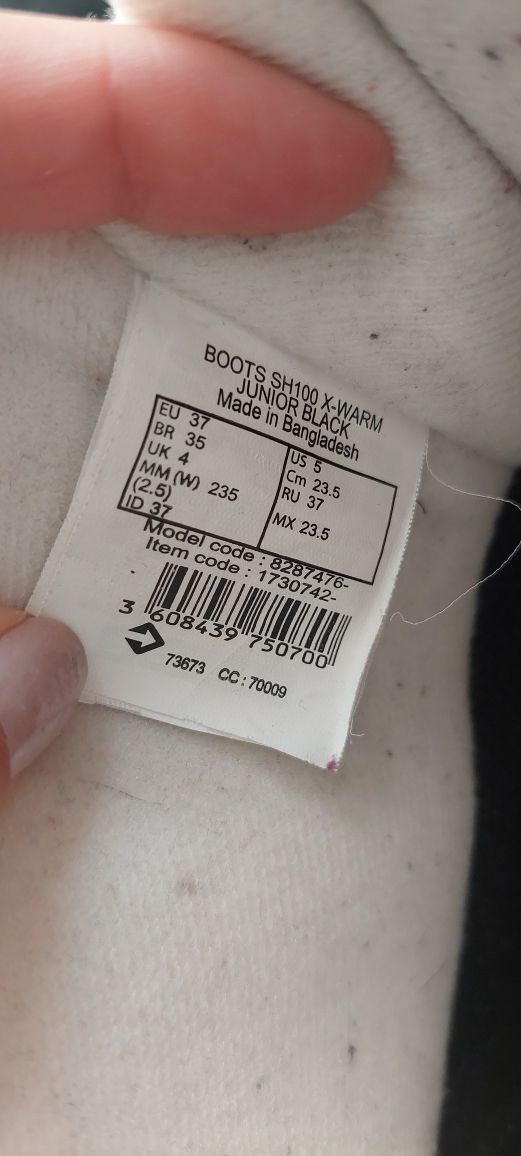 BOOTS SH100 X-WARM
JUNIOR BLACK
Made in Bangladesh
EU 37
BR 35
UK 4
MM (W) 235
(2.5)
ID 37
US 5
Cm 23.5
RU 37
MX 23.5
Model code : 8287476-
Item code : 1730742-
3 608439 750700
73673 CC : 70009